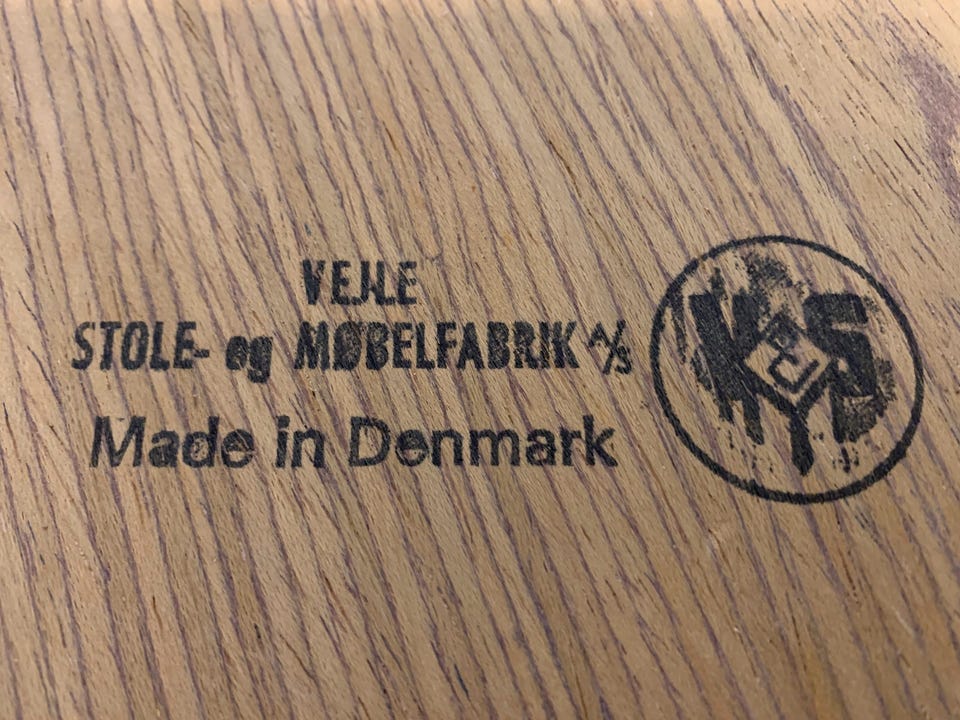 VEJLE
STOLE- og MØBELFABRIK A/S
Made in Denmark